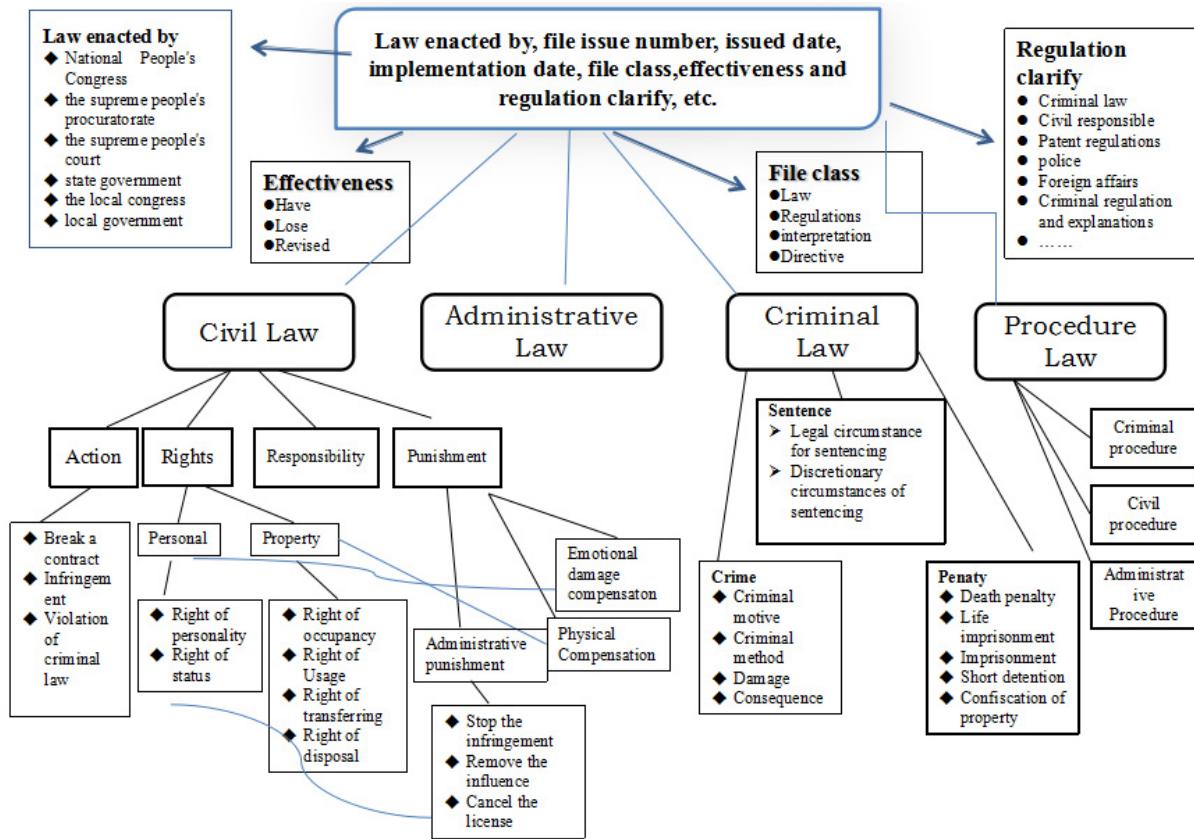 Law enacted by
◆ National People's
Congress
◆ the supreme people's
procuratorate
◆ the supreme people's
court
◆ state government
◆ the local congress
◆ local government
Law enacted by, file issue number, issued date,
implementation date, file class,effectiveness and
regulation clarify, etc.
Regulation
clarify
● Criminal law
● Civil responsible
● Patent regulations
● police
● Foreign affairs
● Criminal regulation
and explanations
● ……
Effectiveness
●Have
●Lose
●Revised
File class
●Law
●Regulations
●interpretation
●Directive
Civil Law
Administrative
Law
Criminal
Law
Procedure
Law
Action
Rights
Responsibility
Punishment
Sentence
➢ Legal circumstance
for sentencing
➢ Discretionary
circumstances of
sentencing
Criminal
procedure
Civil
procedure
Administrat
ive
Procedure
◆ Break a
contract
◆ Infringem
ent
◆ Violation
of
criminal
law
Personal
Property
Emotional
damage
compensaton
◆ Right of
personality
◆ Right of
status
◆ Right of
occupancy
◆ Right of
Usage
◆ Right of
transferring
◆ Right of
disposal
Administrative
punishment
Physical
Compensation
◆ Stop the
infringement
◆ Remove the
influence
◆ Cancel the
license
Crime
◆ Criminal
motive
◆ Criminal
method
◆ Damage
◆ Consequence
Penaty
◆ Death penalty
◆ Life
imprisonment
◆ Imprisonment
◆ Short detention
◆ Confiscation of
property